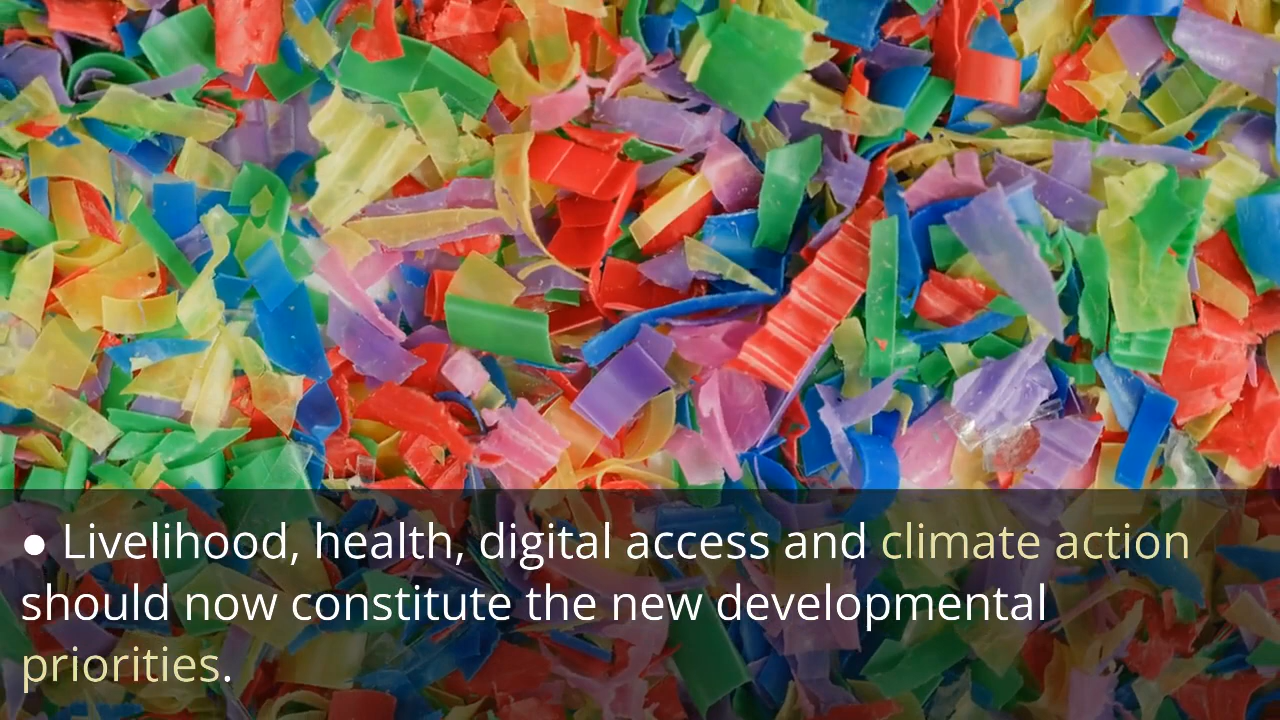 ● Livelihood, health, digital access and climate action
should now constitute the new developmental
priorities.